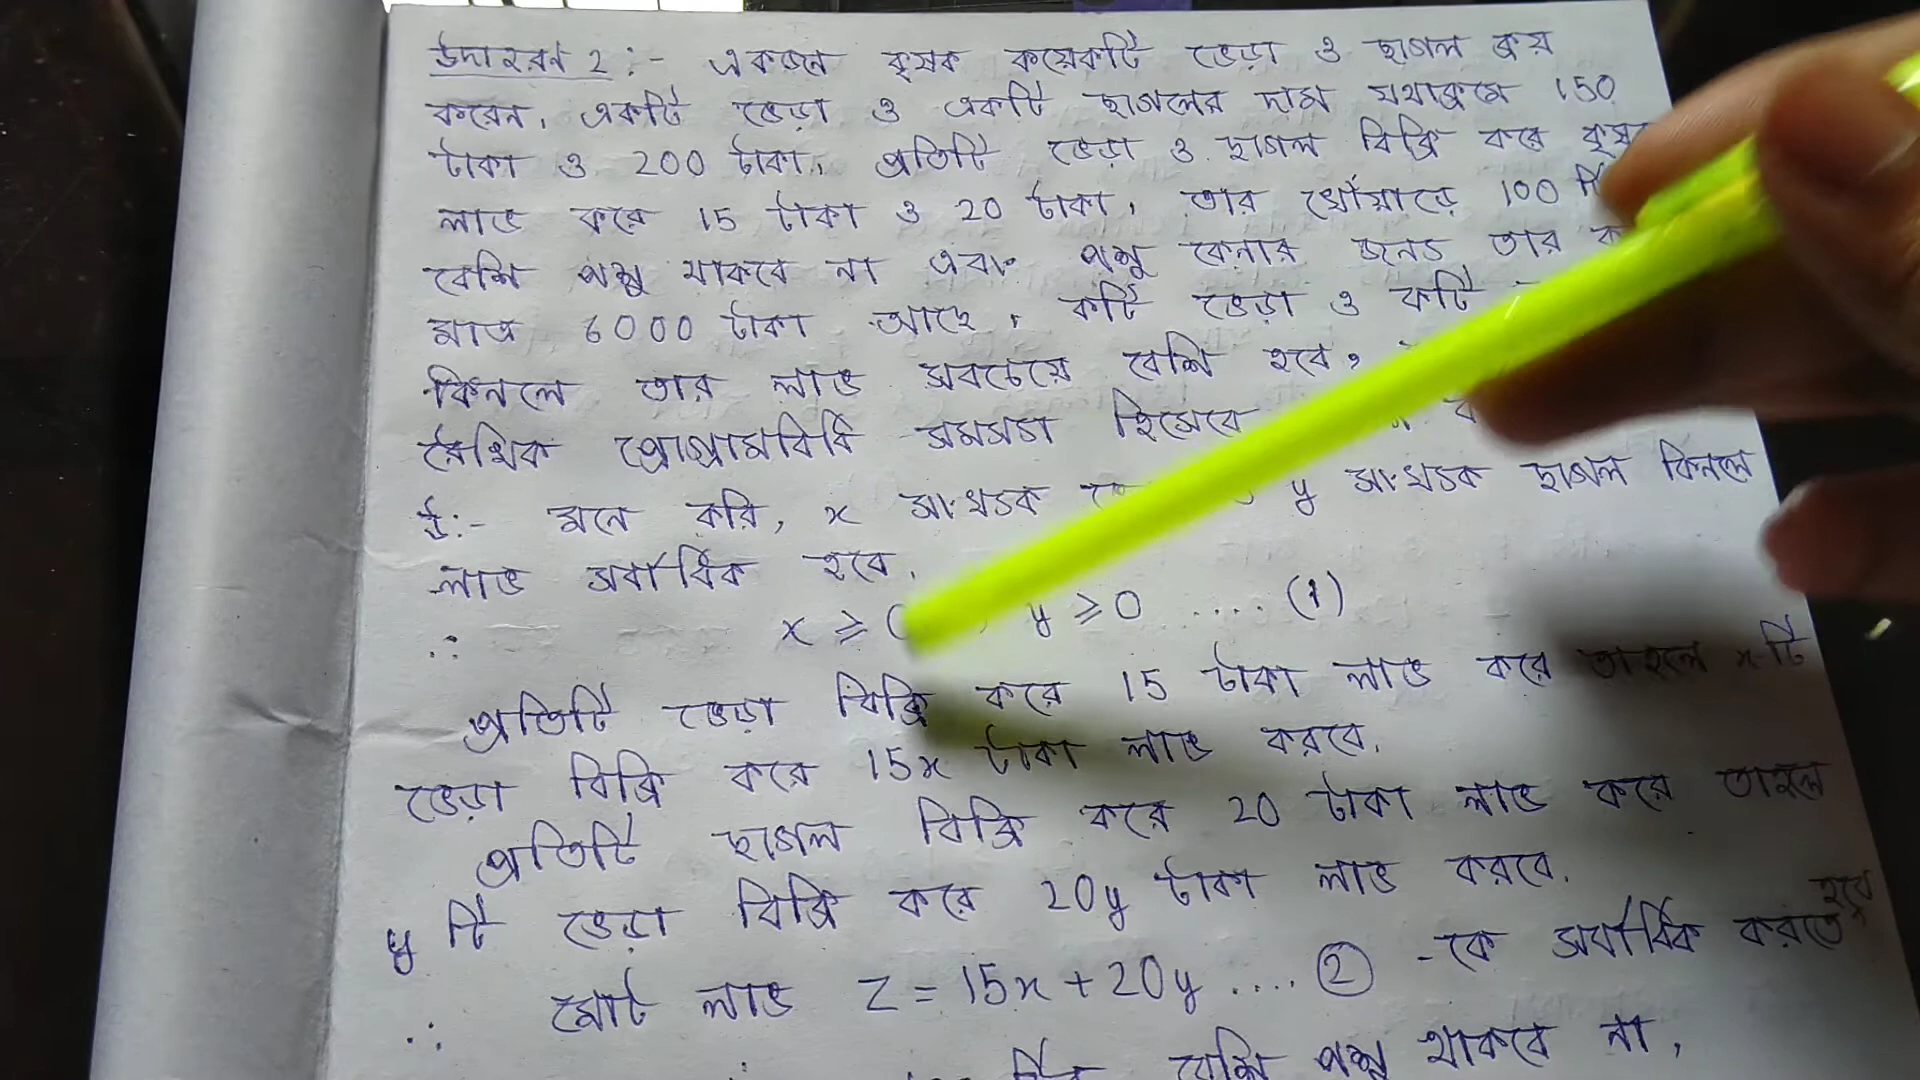 উদাহরণ 2:- একজন কৃষক কয়েকটি ভেড়া ও ছাগল ক্রয়
করেন। একটি ভেড়া ও একটি ছাগলের দাম যথাক্রমে 150
টাকা ও 200 টাকা। প্রতিটি ভেড়া ও ছাগল বিক্রি করে
লাভ করে 15 টাকা ও 20 টাকা। তার খোঁয়াড়ে 100
বেশি পশু থাকবে না এবং পশু কেনার জন্য তার
মাত্র 6000 টাকা আছে। কটি ভেড়া ও কটি
কিনলে তার লাভ সবচেয়ে বেশি হবে,
রৈখিক প্রোগ্রামবিধি সমস্যা হিসেবে
উ:- মনে করি, x সংখ্যক y সংখ্যক ছাগল কিনলে
লাভ সর্বাধিক হবে।
∴ x ≥ y ≥ 0 .... (1)
প্রতিটি ভেড়া বিক্রি করে 15 টাকা লাভ করে তাহলে x টি
ভেড়া বিক্রি করে 15x টাকা লাভ করবে।
প্রতিটি ছাগল বিক্রি করে 20 টাকা লাভ করে তাহলে
y টি ভেড়া বিক্রি করে 20y টাকা লাভ করবে।
∴ মোট লাভ z = 15x + 20y .... ② -কে সর্বাধিক করতে হবে
বেশি পশু থাকবে না,